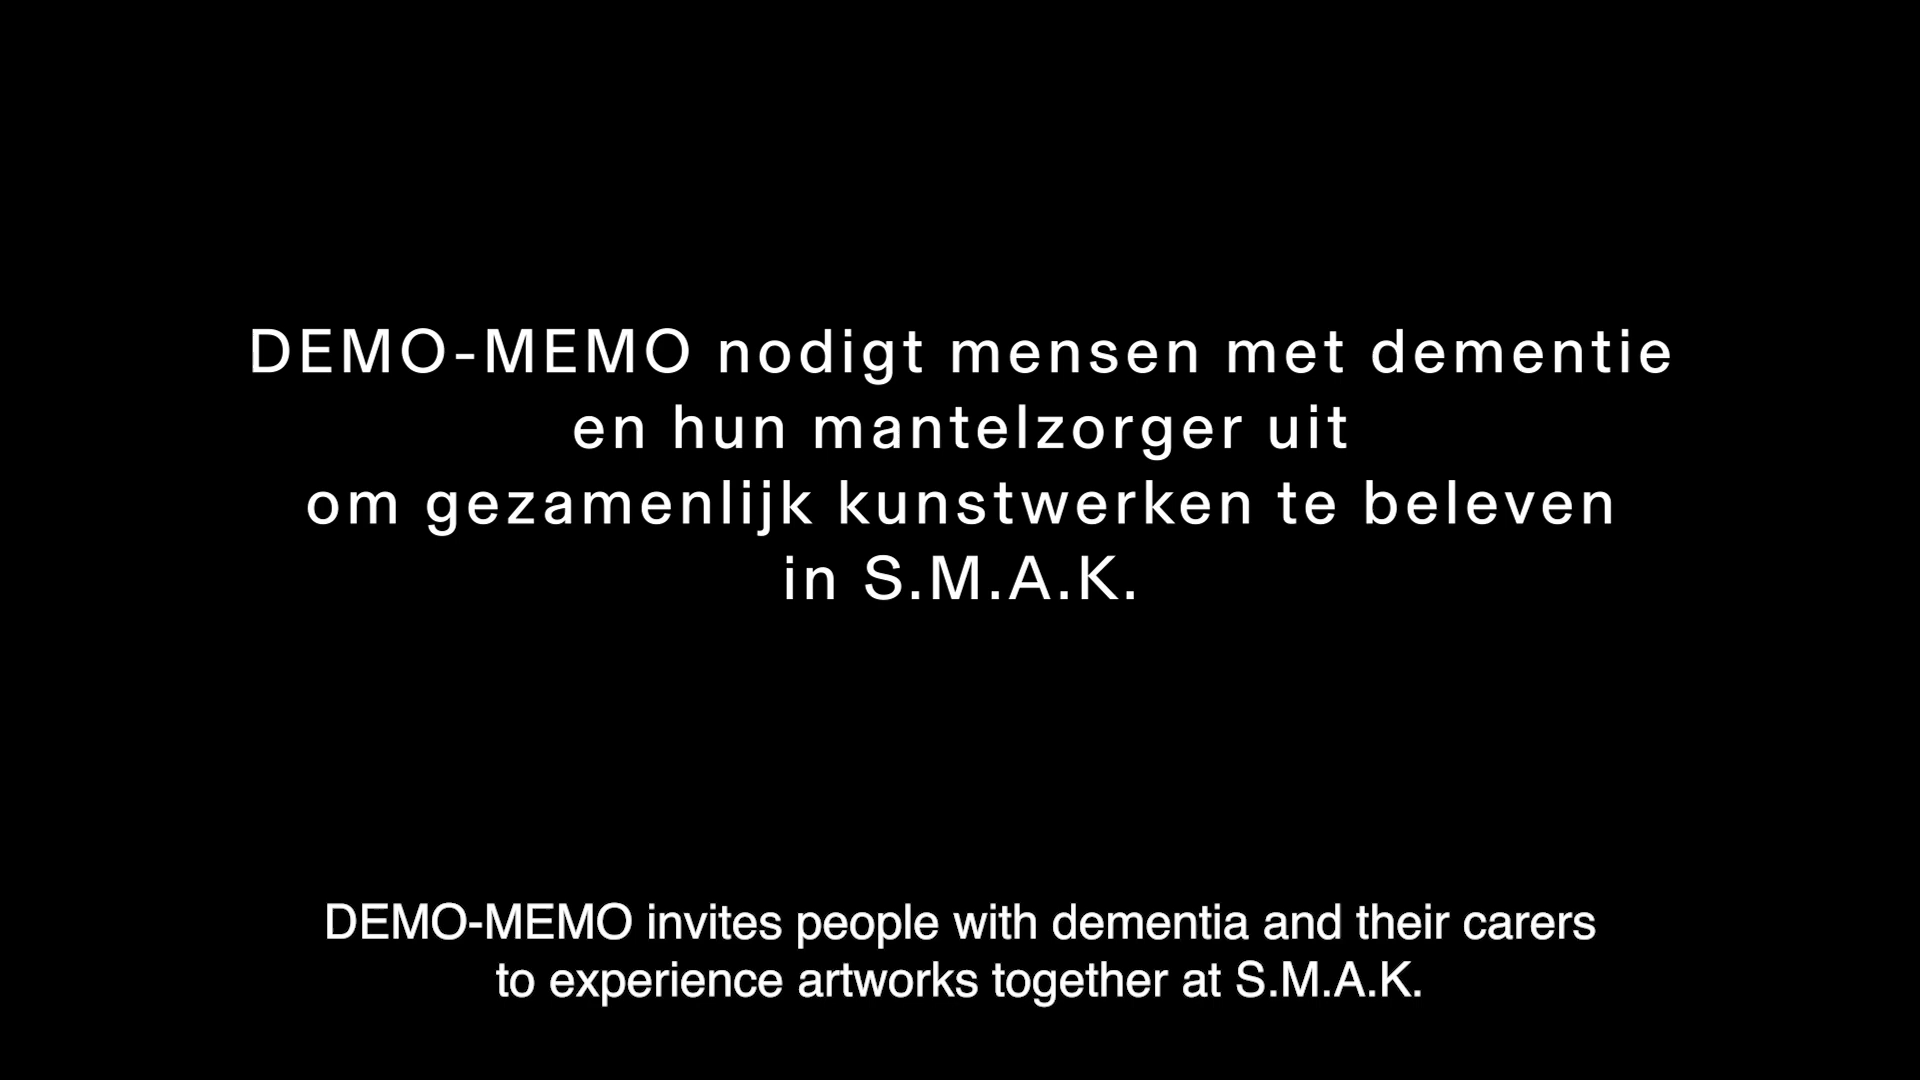 DEMO-MEMO nodigt mensen met dementie
en hun mantelzorger uit
om gezamenlijk kunstwerken te beleven
in S.M.A.K.
DEMO-MEMO invites people with dementia and their carers
to experience artworks together at S.M.A.K.